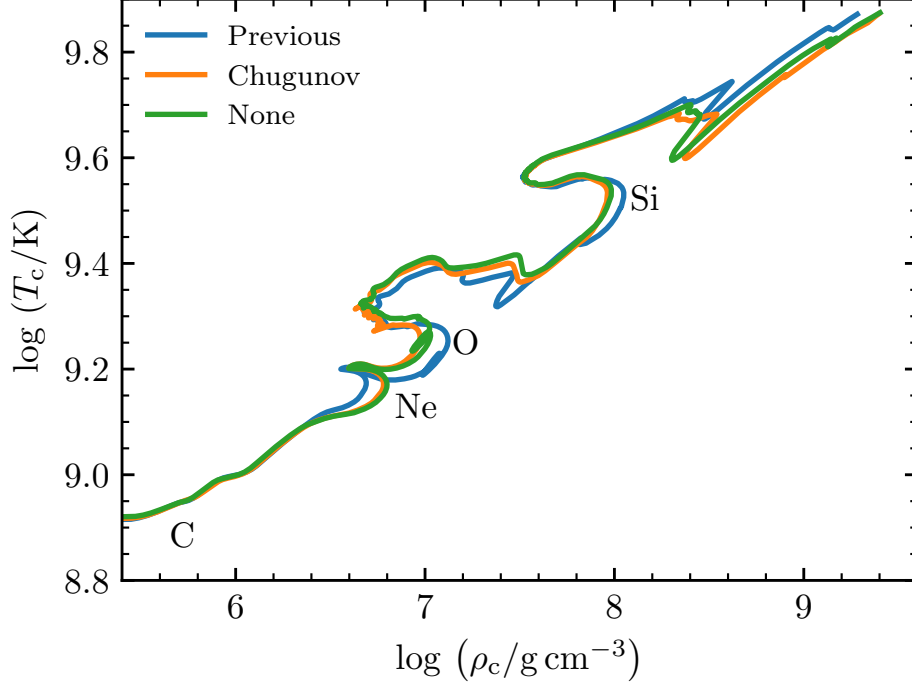 Previous
Chugunov
None
9.8
9.6
9.4
9.2
9.0
8.8
log (T_c/K)
Si
O
Ne
C
6 7 8 9
log (ρ_c/g cm⁻³)